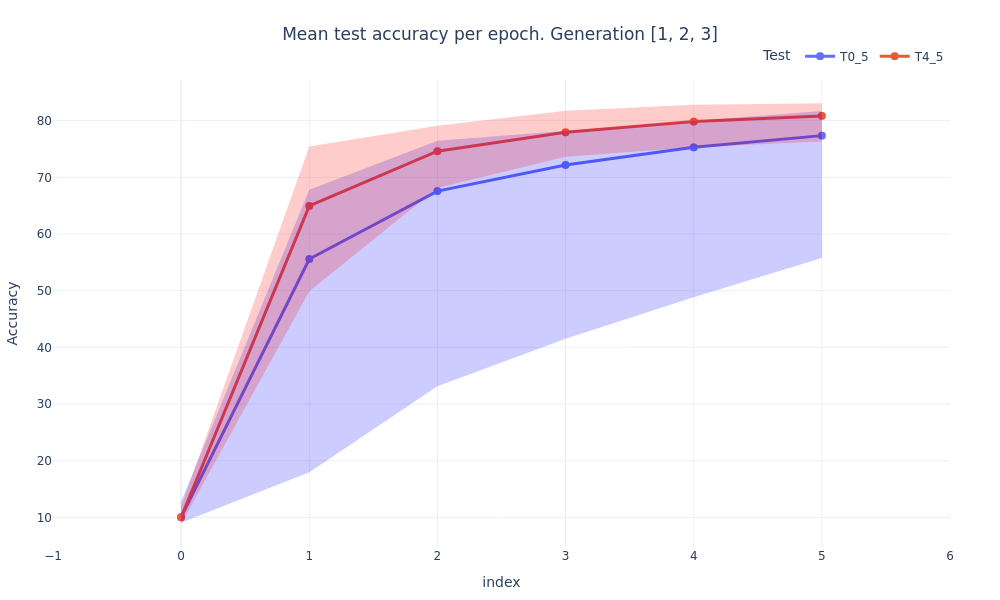 Mean test accuracy per epoch. Generation [1, 2, 3]
Test T0_5 T4_5
80
70
60
50
40
30
20
10
Accuracy
−1 0 1 2 3 4 5 6
index